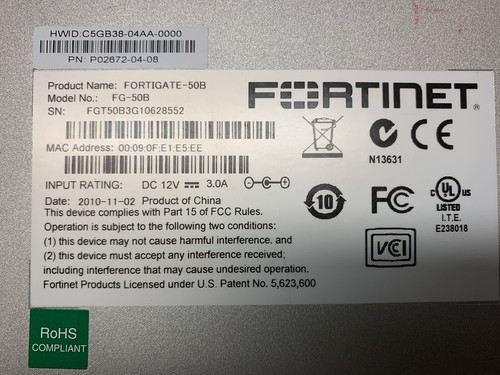 HWID:C5GB38-04AA-0000
PN: P02672-04-08
Product Name: FORTIGATE-50B
Model No.: FG-50B
SN: FGT50B3G10628552
FORTINET
MAC Address: 00:09:0F:E1:E5:EE
N13631
INPUT RATING: DC 12V ⎓ 3.0A
Date: 2010-11-02 Product of China
This device complies with Part 15 of FCC Rules.
Operation is subject to the following two conditions:
(1) this device may not cause harmful interference. and
(2) this device must accept any interference received;
including interference that may cause undesired operation.
Fortinet Products Licensed under U.S. Patent No. 5,623,600
CE
10
FC
c UL us
LISTED
I.T.E.
E238018
VCI
RoHS
COMPLIANT